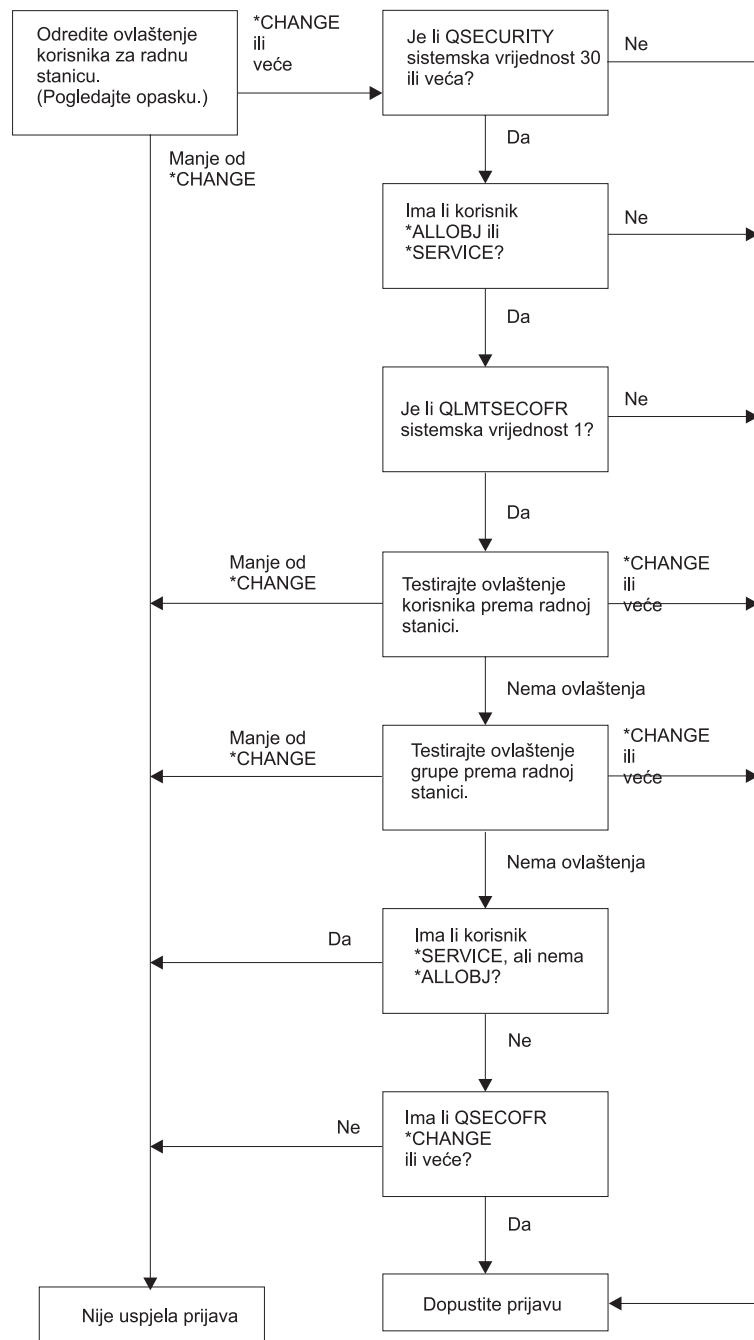 Odredite ovlaštenje
korisnika za radnu
stanicu.
(Pogledajte opasku.)
*CHANGE
ili
veće
Je li QSECURITY
sistemska vrijednost 30
ili veća?
Ne
Manje od
*CHANGE
Da
Ima li korisnik
*ALLOBJ ili
*SERVICE?
Ne
Da
Je li QLMTSECOFR
sistemska vrijednost 1?
Ne
Da
Manje od
*CHANGE
Testirajte ovlaštenje
korisnika prema radnoj
stanici.
*CHANGE
ili
veće
Nema ovlaštenja
Manje od
*CHANGE
Testirajte ovlaštenje
grupe prema radnoj
stanici.
*CHANGE
ili
veće
Nema ovlaštenja
Da
Ima li korisnik
*SERVICE, ali nema
*ALLOBJ?
Ne
Ne
Ima li QSECOFR
*CHANGE
ili veće?
Da
Nije uspjela prijava
Dopustite prijavu